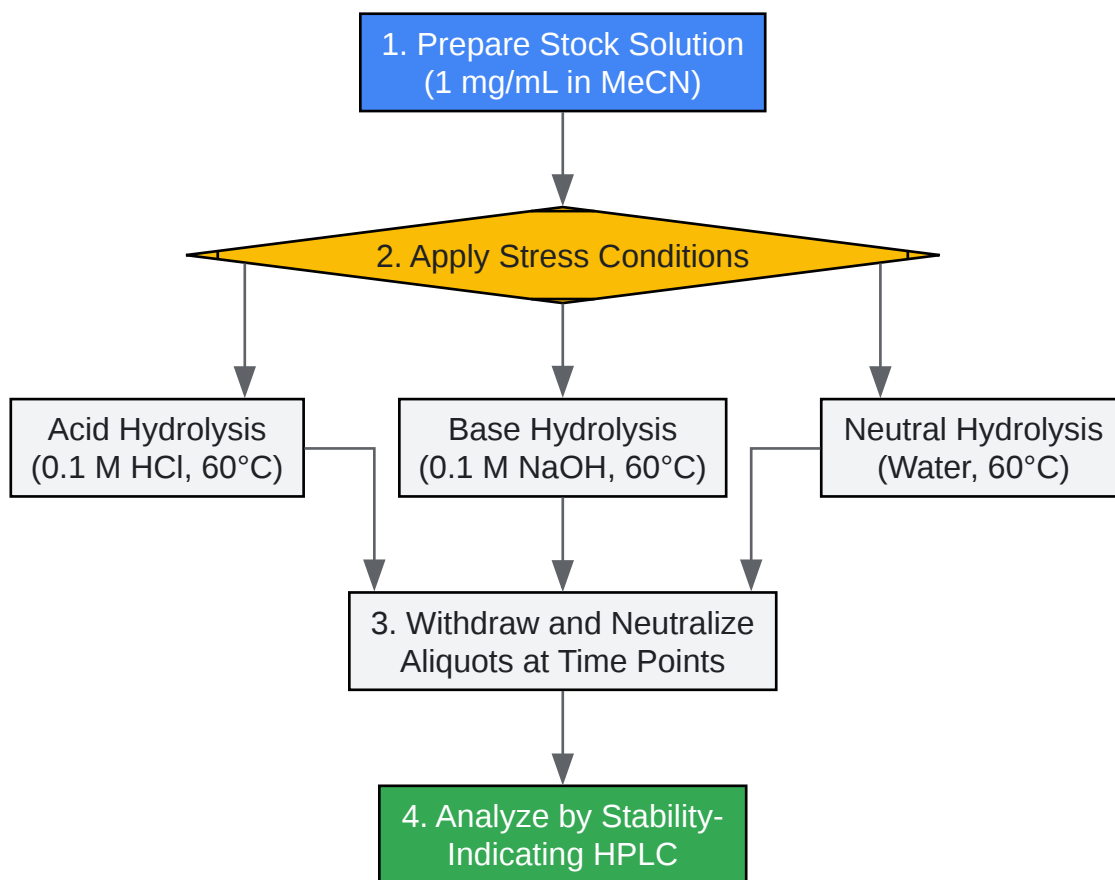 1. Prepare Stock Solution
(1 mg/mL in MeCN)
2. Apply Stress Conditions
Acid Hydrolysis
(0.1 M HCl, 60°C)
Base Hydrolysis
(0.1 M NaOH, 60°C)
Neutral Hydrolysis
(Water, 60°C)
3. Withdraw and Neutralize
Aliquots at Time Points
4. Analyze by Stability-
Indicating HPLC